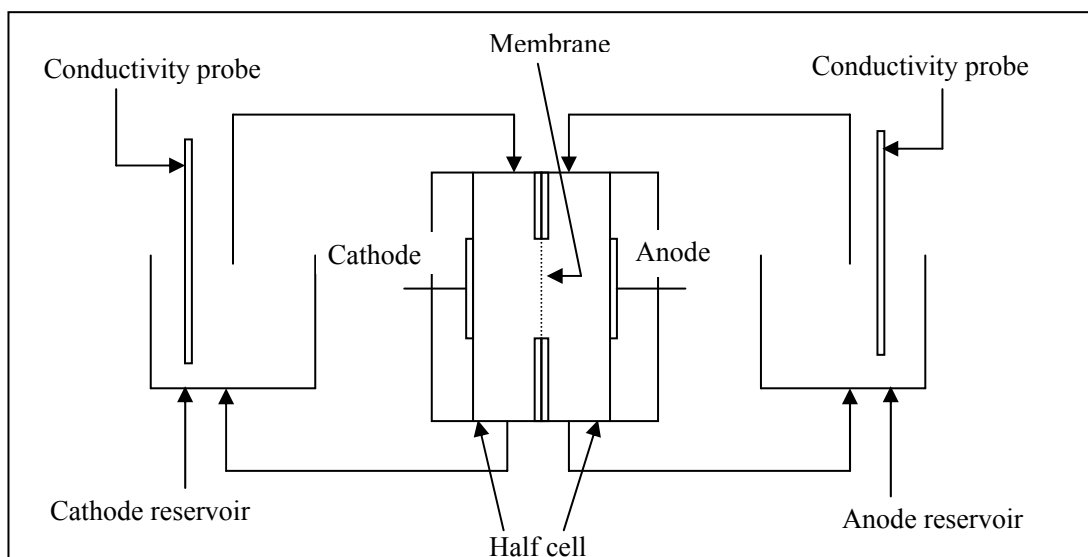 Membrane
Conductivity probe
Conductivity probe
Cathode
Anode
Cathode reservoir
Anode reservoir
Half cell